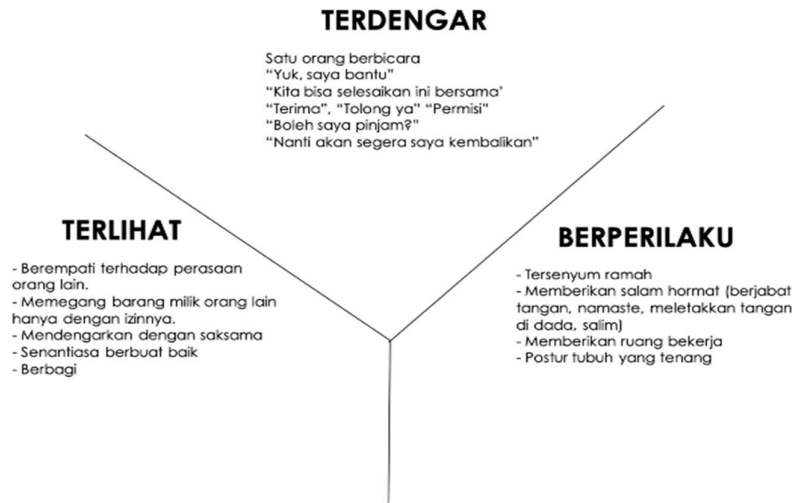 TERDENGAR
Satu orang berbicara
“Yuk, saya bantu”
“Kita bisa selesaikan ini bersama’
“Terima”, “Tolong ya” “Permisi”
“Boleh saya pinjam?”
“Nanti akan segera saya kembalikan”
TERLIHAT
- Berempati terhadap perasaan
orang lain.
- Memegang barang milik orang lain
hanya dengan izinnya.
- Mendengarkan dengan saksama
- Senantiasa berbuat baik
- Berbagi
BERPERILAKU
- Tersenyum ramah
- Memberikan salam hormat (berjabat
tangan, namaste, meletakkan tangan
di dada, salim)
- Memberikan ruang bekerja
- Postur tubuh yang tenang